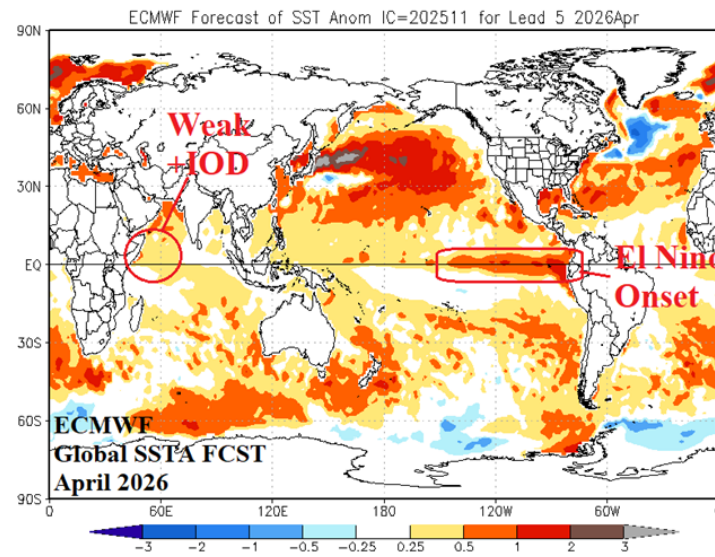 ECMWF Forecast of SST Anom IC=202511 for Lead 5 2026Apr
90N
60N
30N
EQ
30S
60S
90S
Weak
+IOD
El Nino
Onset
ECMWF
Global SSTA FCST
April 2026
0 60E 120E 180 120W 60W
-3 -2 -1 -0.5 -0.25 0.25 0.5 1 2 3